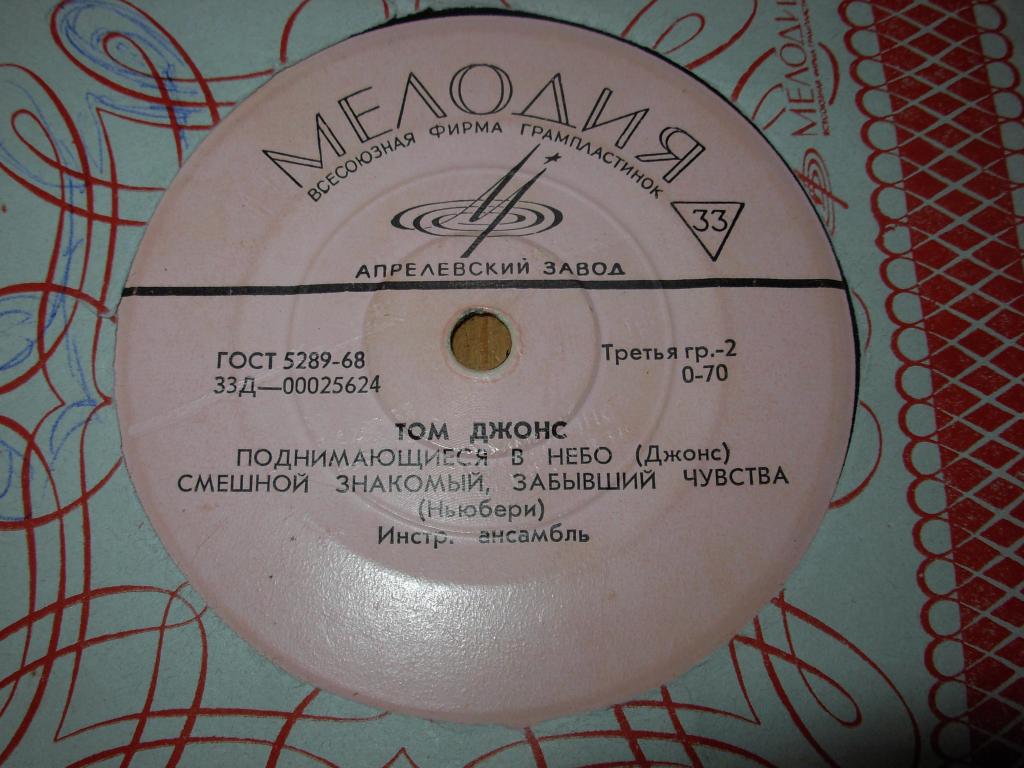 МЕЛОДИЯ
ВСЕСОЮЗНАЯ ФИРМА ГРАМПЛАСТИНОК
33
АПРЕЛЕВСКИЙ ЗАВОД
ГОСТ 5289-68
33Д—00025624
Третья гр.-2
0-70
ТОМ ДЖОНС
ПОДНИМАЮЩИЕСЯ В НЕБО (Джонс)
СМЕШНОЙ ЗНАКОМЫЙ, ЗАБЫВШИЙ ЧУВСТВА
(Ньюбери)
Инстр. ансамбль
МЕЛОДИ